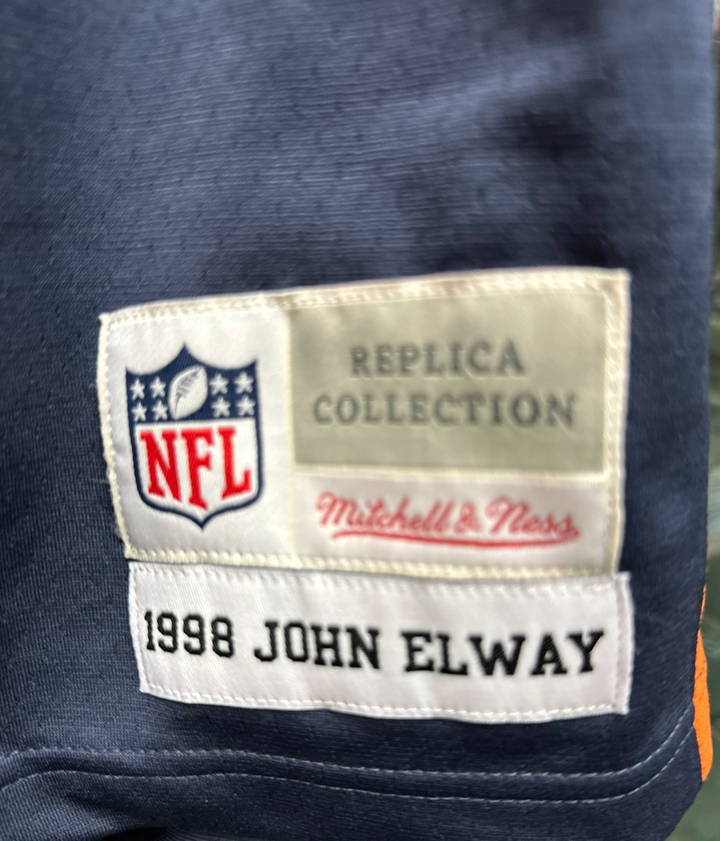 NFL
REPLICA
COLLECTION
Mitchell & Ness
1998 JOHN ELWAY